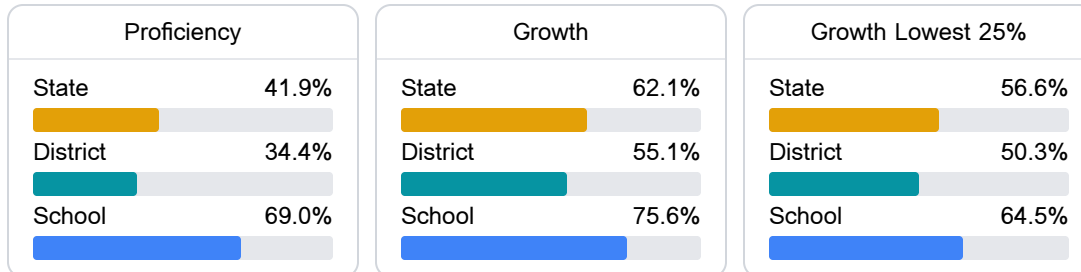 Proficiency
State 41.9%
District 34.4%
School 69.0%
Growth
State 62.1%
District 55.1%
School 75.6%
Growth Lowest 25%
State 56.6%
District 50.3%
School 64.5%